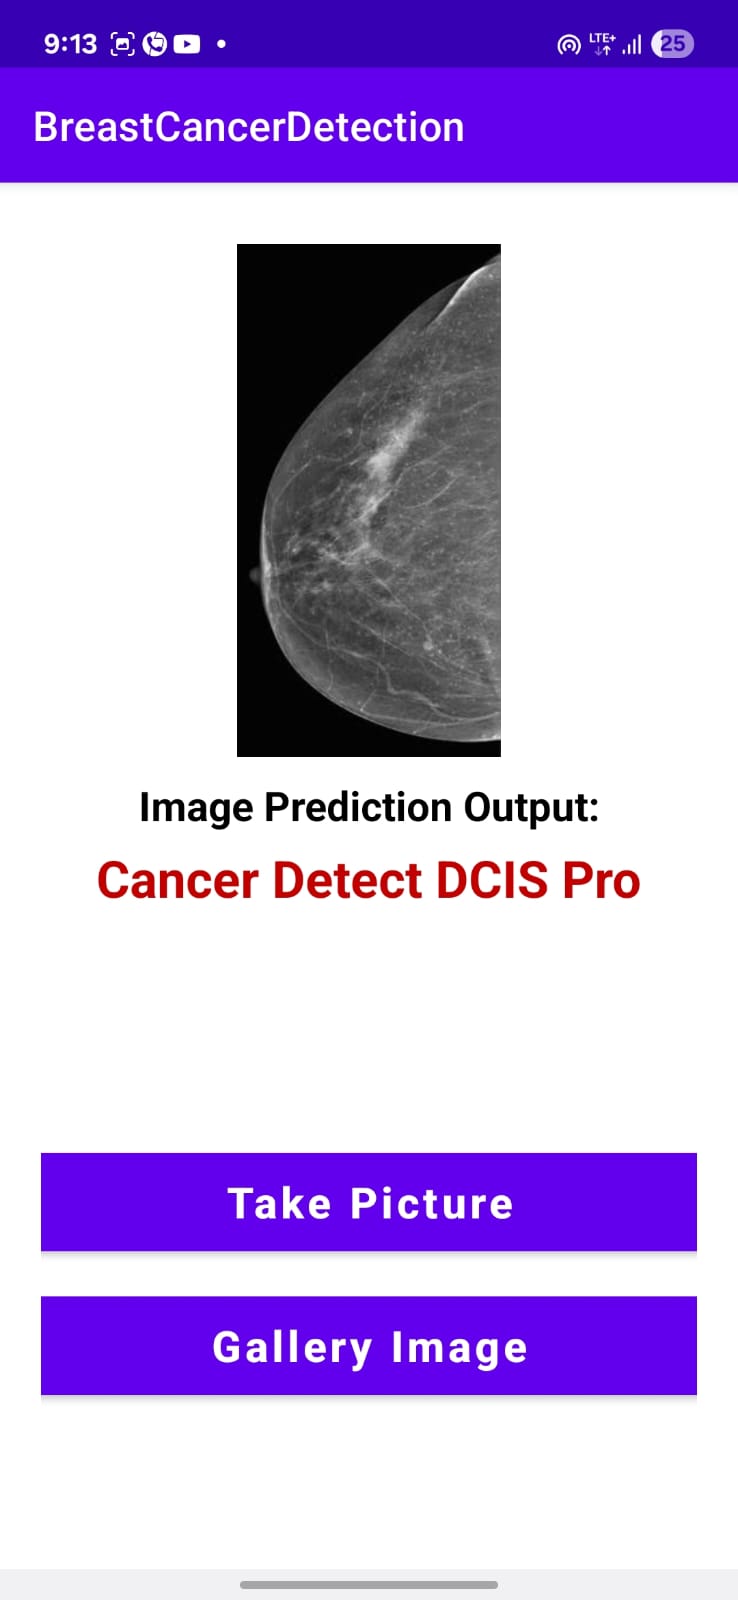 9:13 LTE+ 25
BreastCancerDetection
Image Prediction Output:
Cancer Detect DCIS Pro
Take Picture
Gallery Image